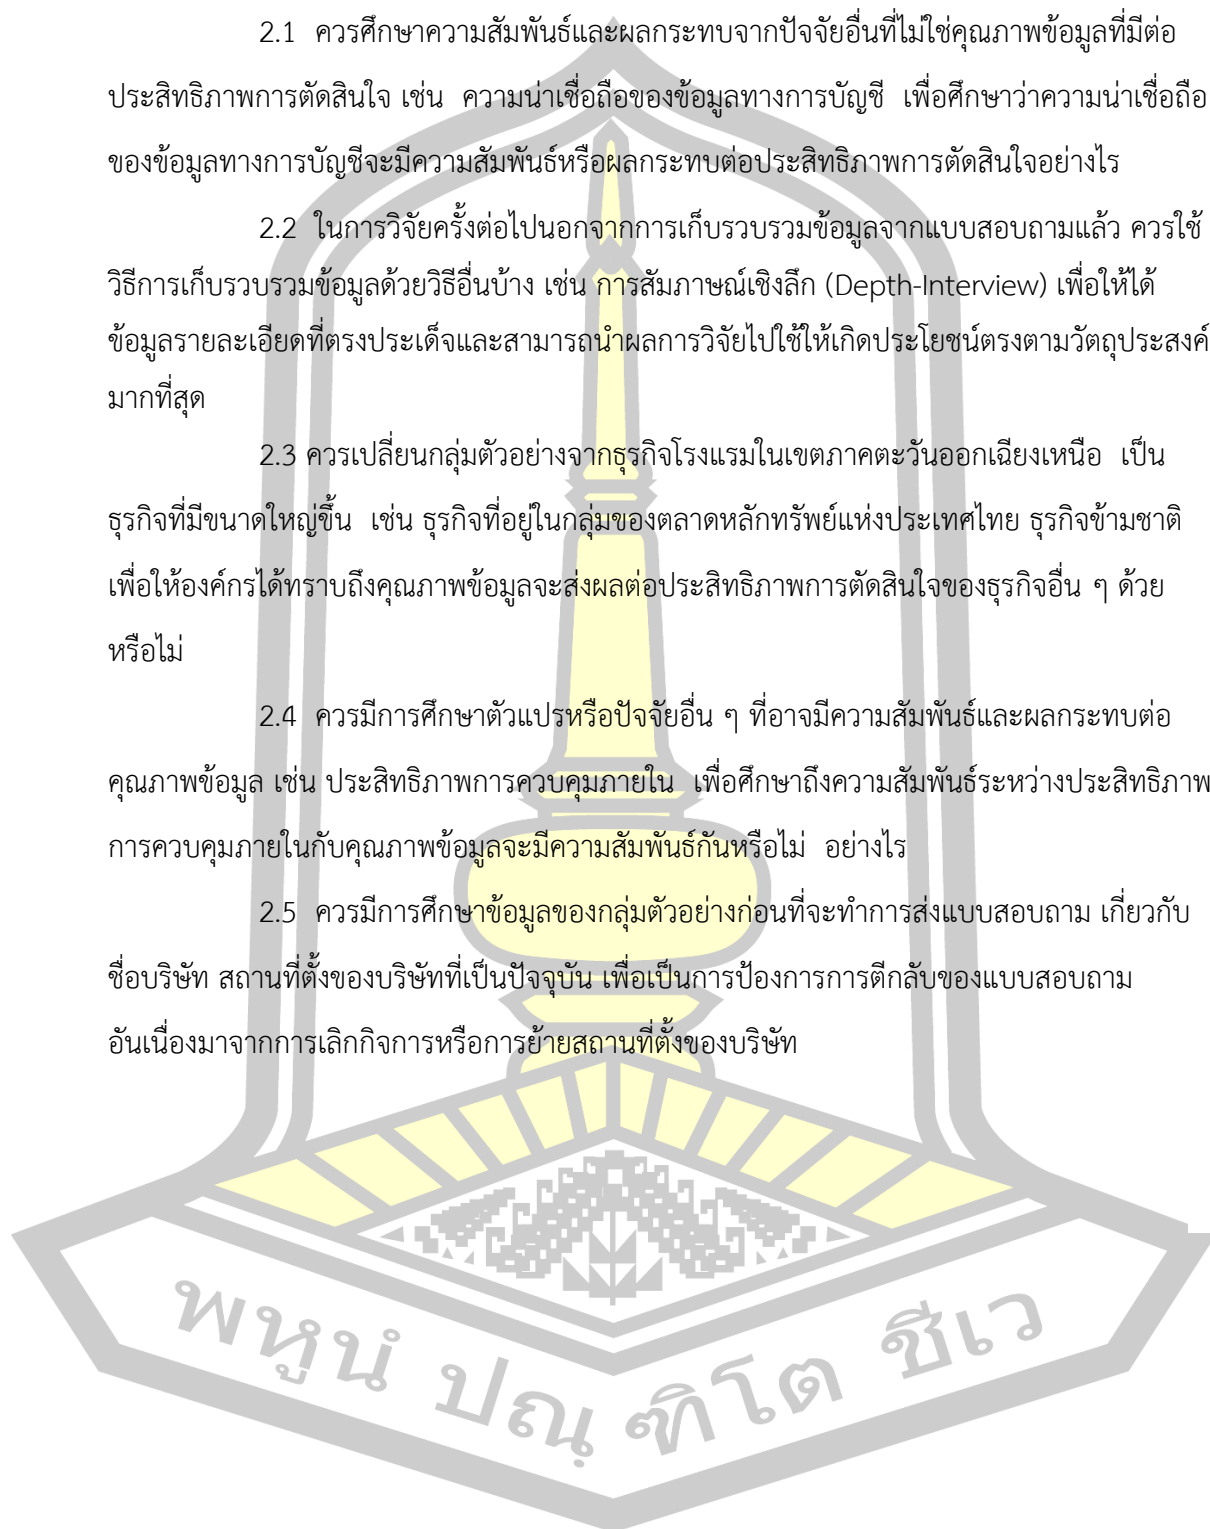 2.1 ควรศึกษาความสัมพันธ์และผลกระทบจากปัจจัยอื่นที่ไม่ใช่คุณภาพข้อมูลที่มีต่อ
ประสิทธิภาพการตัดสินใจ เช่น ความน่าเชื่อถือของข้อมูลทางการบัญชี เพื่อศึกษาว่าความน่าเชื่อถือ
ของข้อมูลทางการบัญชีจะมีความสัมพันธ์หรือผลกระทบต่อประสิทธิภาพการตัดสินใจอย่างไร
2.2 ในการวิจัยครั้งต่อไปนอกจากการเก็บรวบรวมข้อมูลจากแบบสอบถามแล้ว ควรใช้
วิธีการเก็บรวบรวมข้อมูลด้วยวิธีอื่นบ้าง เช่น การสัมภาษณ์เชิงลึก (Depth-Interview) เพื่อให้ได้
ข้อมูลรายละเอียดที่ตรงประเด็จและสามารถนำผลการวิจัยไปใช้ให้เกิดประโยชน์ตรงตามวัตถุประสงค์
มากที่สุด
2.3 ควรเปลี่ยนกลุ่มตัวอย่างจากธุรกิจโรงแรมในเขตภาคตะวันออกเฉียงเหนือ เป็น
ธุรกิจที่มีขนาดใหญ่ขึ้น เช่น ธุรกิจที่อยู่ในกลุ่มของตลาดหลักทรัพย์แห่งประเทศไทย ธุรกิจข้ามชาติ
เพื่อให้องค์กรได้ทราบถึงคุณภาพข้อมูลจะส่งผลต่อประสิทธิภาพการตัดสินใจของธุรกิจอื่น ๆ ด้วย
หรือไม่
2.4 ควรมีการศึกษาตัวแปรหรือปัจจัยอื่น ๆ ที่อาจมีความสัมพันธ์และผลกระทบต่อ
คุณภาพข้อมูล เช่น ประสิทธิภาพการควบคุมภายใน เพื่อศึกษาถึงความสัมพันธ์ระหว่างประสิทธิภาพ
การควบคุมภายในกับคุณภาพข้อมูลจะมีความสัมพันธ์กันหรือไม่ อย่างไร
2.5 ควรมีการศึกษาข้อมูลของกลุ่มตัวอย่างก่อนที่จะทำการส่งแบบสอบถาม เกี่ยวกับ
ชื่อบริษัท สถานที่ตั้งของบริษัทที่เป็นปัจจุบัน เพื่อเป็นการป้องการการตีกลับของแบบสอบถาม
อันเนื่องมาจากการเลิกกิจการหรือการย้ายสถานที่ตั้งของบริษัท
พหูนํ ปณฺ ฑิโต ชีเว